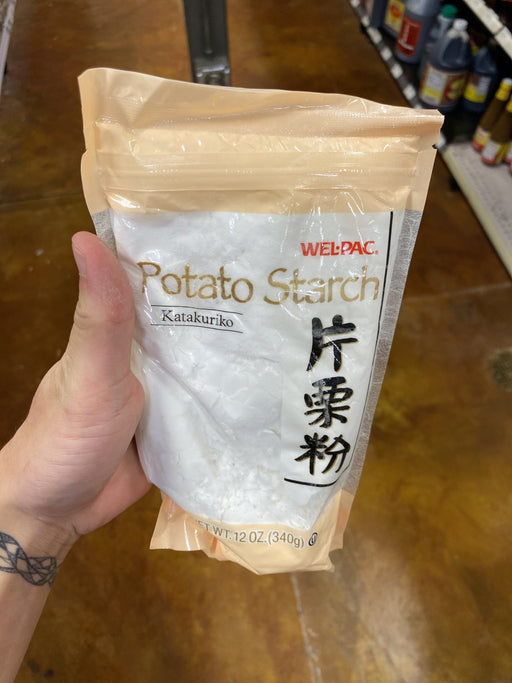 WEL·PAC.
Potato Starch
Katakuriko
片栗粉
ET WT. 12 OZ. (340g)